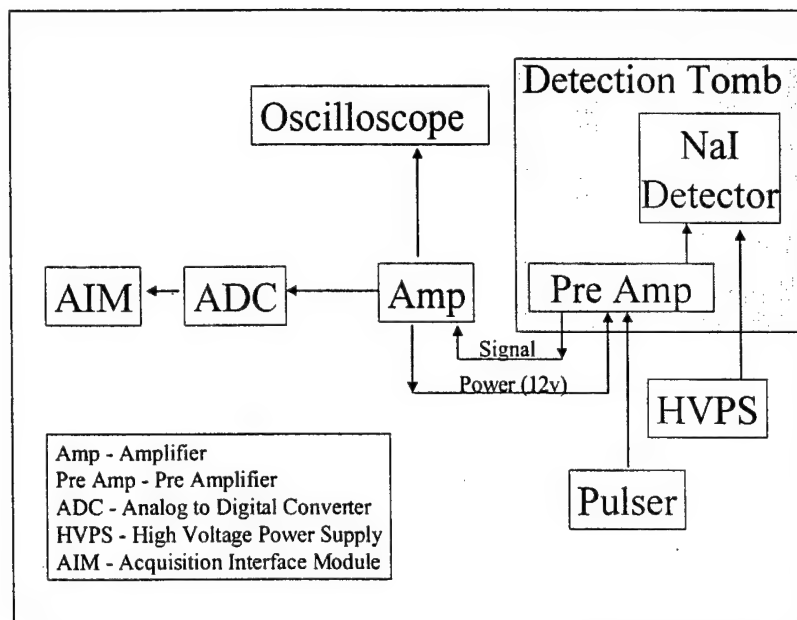 Detection Tomb
Oscilloscope
NaI
Detector
AIM
ADC
Amp
Pre Amp
Signal
Power (12v)
HVPS
Pulser
Amp - Amplifier
Pre Amp - Pre Amplifier
ADC - Analog to Digital Converter
HVPS - High Voltage Power Supply
AIM - Acquisition Interface Module